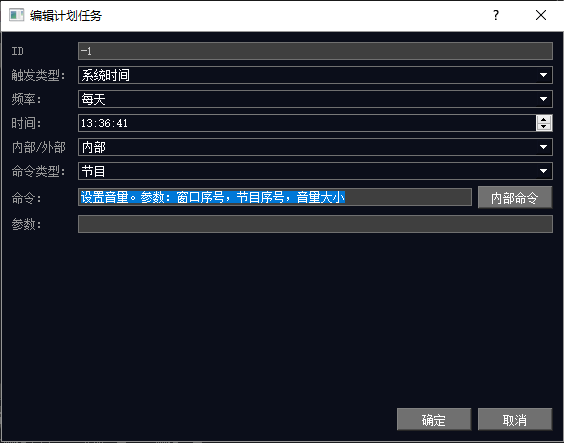 编辑计划任务
ID -1
触发类型: 系统时间
频率: 每天
时间: 13:36:41
内部/外部 内部
命令类型: 节目
命令: 设置音量。参数: 窗口序号, 节目序号, 音量大小 内部命令
参数:
确定 取消